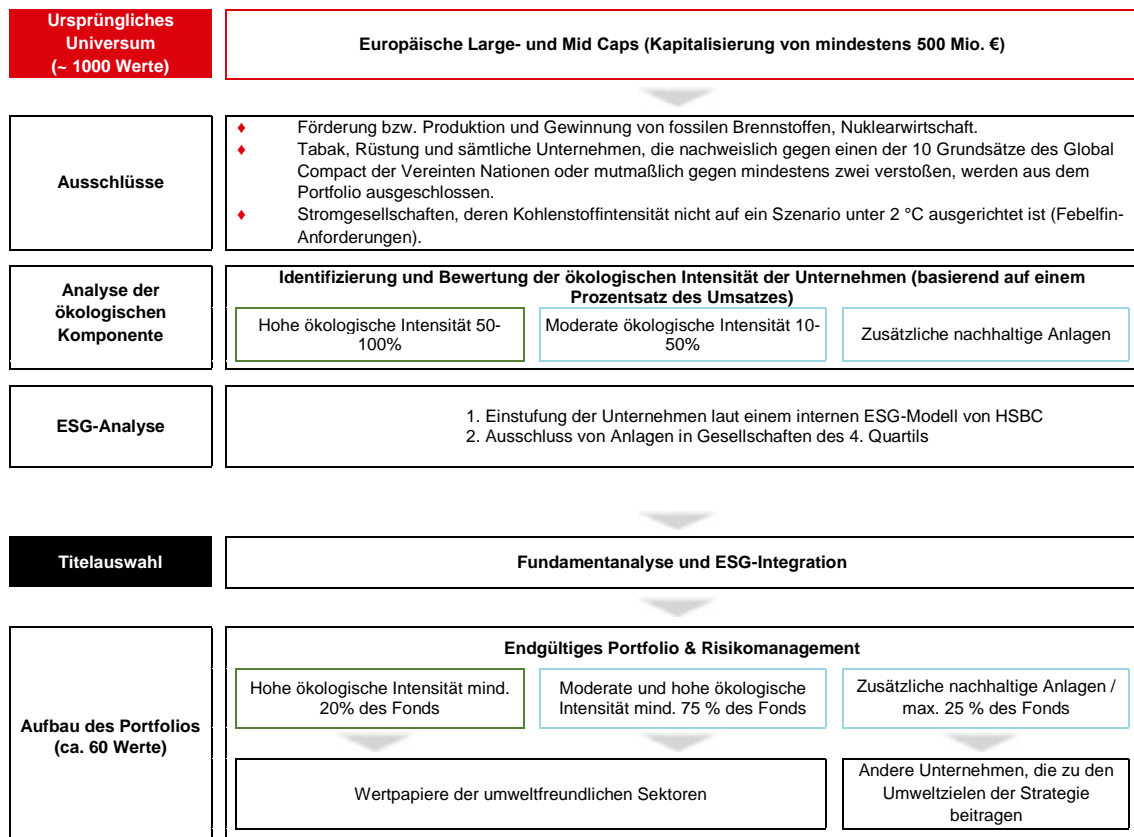 Ursprüngliches
Universum
(~ 1000 Werte)
Europäische Large- und Mid Caps (Kapitalisierung von mindestens 500 Mio. €)
Ausschlüsse
♦ Förderung bzw. Produktion und Gewinnung von fossilen Brennstoffen, Nuklearwirtschaft.
♦ Tabak, Rüstung und sämtliche Unternehmen, die nachweislich gegen einen der 10 Grundsätze des Global
Compact der Vereinten Nationen oder mutmaßlich gegen mindestens zwei verstoßen, werden aus dem
Portfolio ausgeschlossen.
♦ Stromgesellschaften, deren Kohlenstoffintensität nicht auf ein Szenario unter 2 °C ausgerichtet ist (Febelfin-
Anforderungen).
Analyse der
ökologischen
Komponente
Identifizierung und Bewertung der ökologischen Intensität der Unternehmen (basierend auf einem
Prozentsatz des Umsatzes)
Hohe ökologische Intensität 50-
100%
Moderate ökologische Intensität 10-
50%
Zusätzliche nachhaltige Anlagen
ESG-Analyse
1. Einstufung der Unternehmen laut einem internen ESG-Modell von HSBC
2. Ausschluss von Anlagen in Gesellschaften des 4. Quartils
Titelauswahl
Fundamentanalyse und ESG-Integration
Aufbau des Portfolios
(ca. 60 Werte)
Endgültiges Portfolio & Risikomanagement
Hohe ökologische Intensität mind.
20% des Fonds
Moderate und hohe ökologische
Intensität mind. 75 % des Fonds
Zusätzliche nachhaltige Anlagen /
max. 25 % des Fonds
Wertpapiere der umweltfreundlichen Sektoren
Andere Unternehmen, die zu den
Umweltzielen der Strategie
beitragen